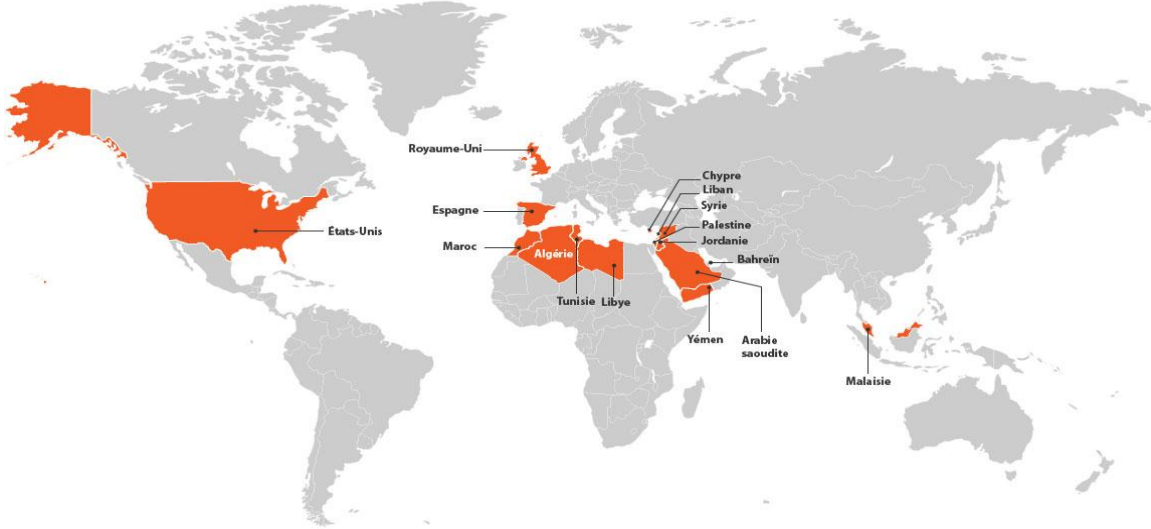 Royaume-Uni
Chypre
Liban
Espagne
Syrie
Palestine
États-Unis
Jordanie
Maroc
Algérie
Bahreïn
Tunisie
Libye
Yémen
Arabie
saoudite
Malaisie